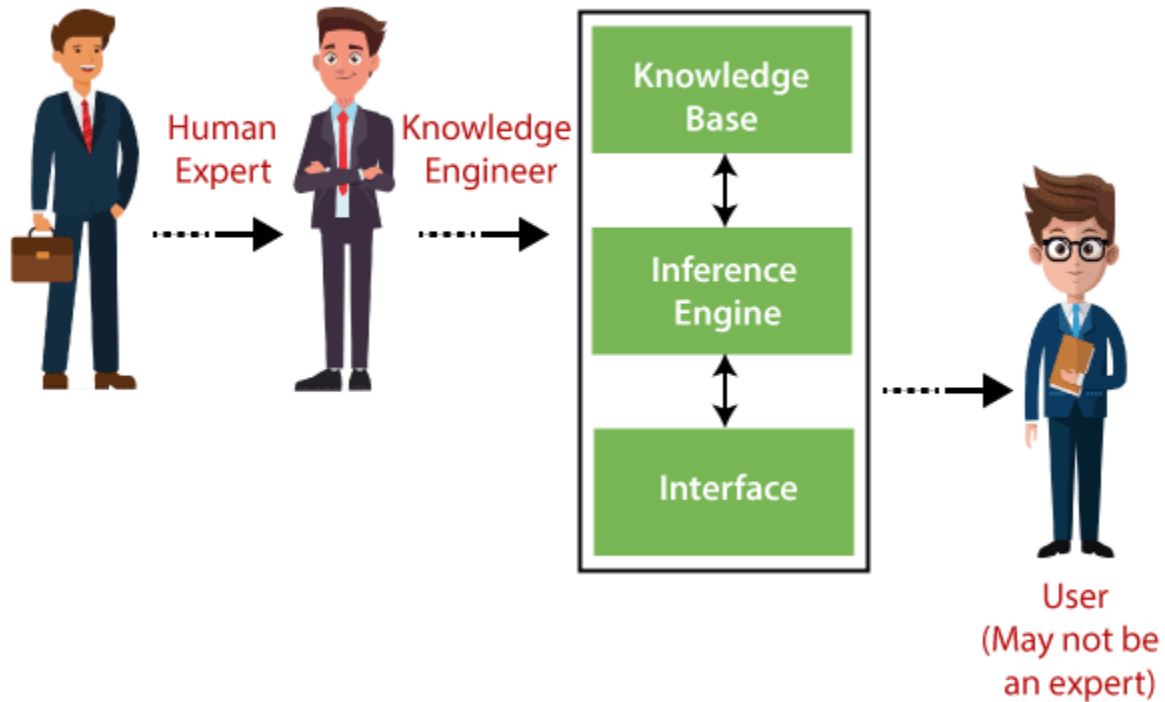 Human
Expert
Knowledge
Engineer
Knowledge
Base
Inference
Engine
Interface
User
(May not be
an expert)